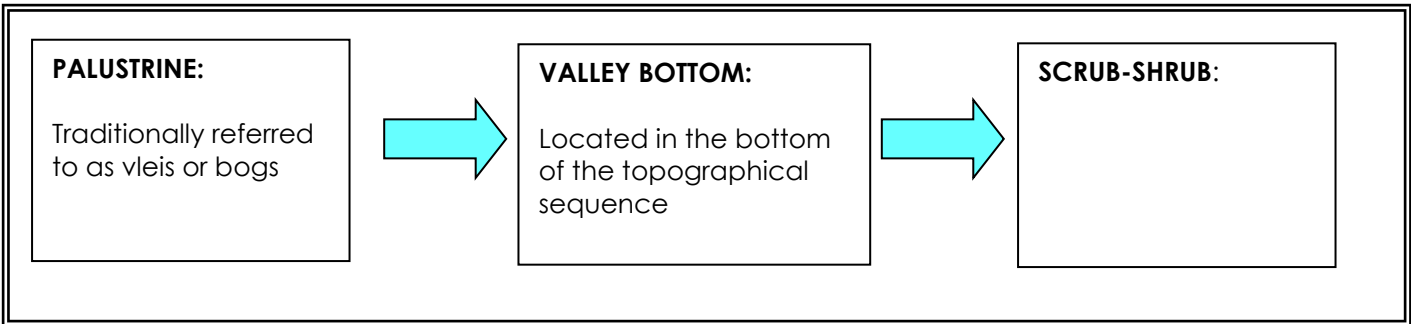 PALUSTRINE:
Traditionally referred
to as vleis or bogs
VALLEY BOTTOM:
Located in the bottom
of the topographical
sequence
SCRUB-SHRUB: